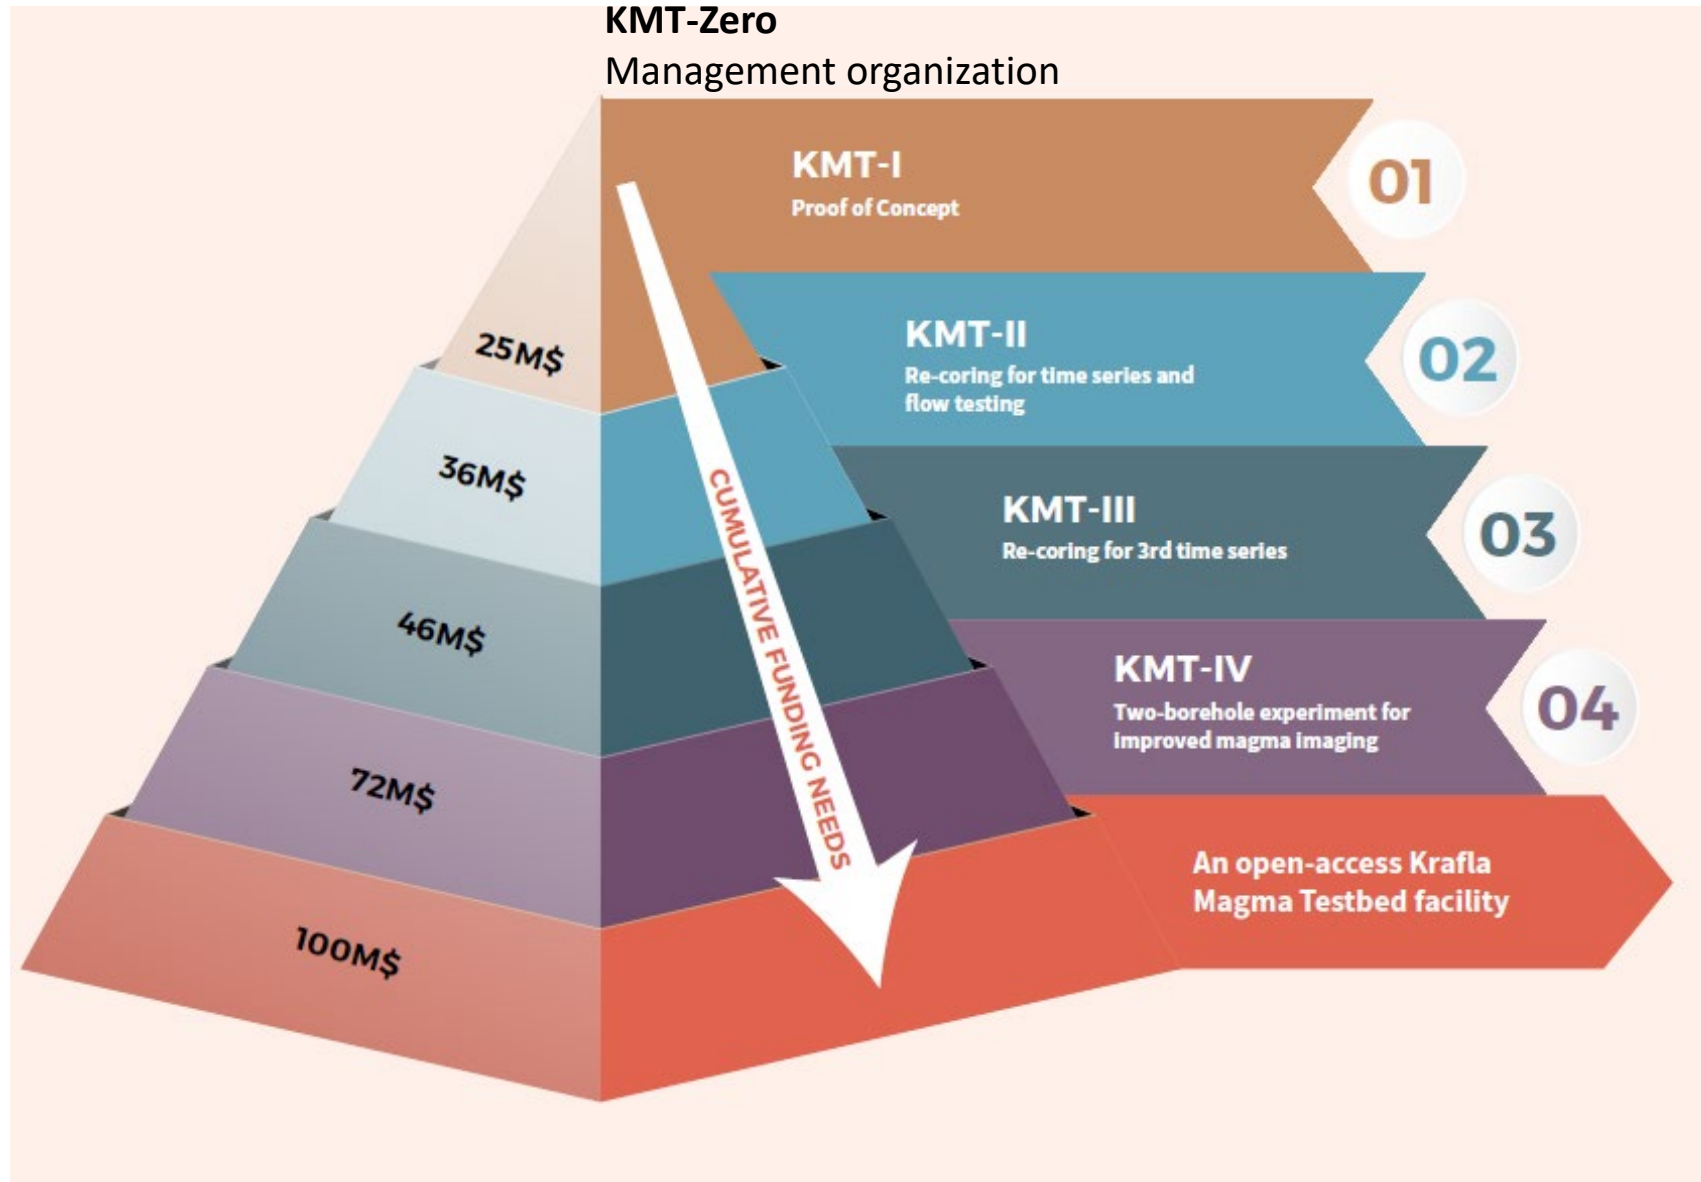 KMT-Zero
Management organization
KMT-I
Proof of Concept
01
25M$
KMT-II
Re-coring for time series and
flow testing
02
36M$
KMT-III
Re-coring for 3rd time series
03
46M$
KMT-IV
Two-borehole experiment for
improved magma imaging
04
72M$
An open-access Krafla
Magma Testbed facility
100M$
CUMULATIVE FUNDING NEEDS